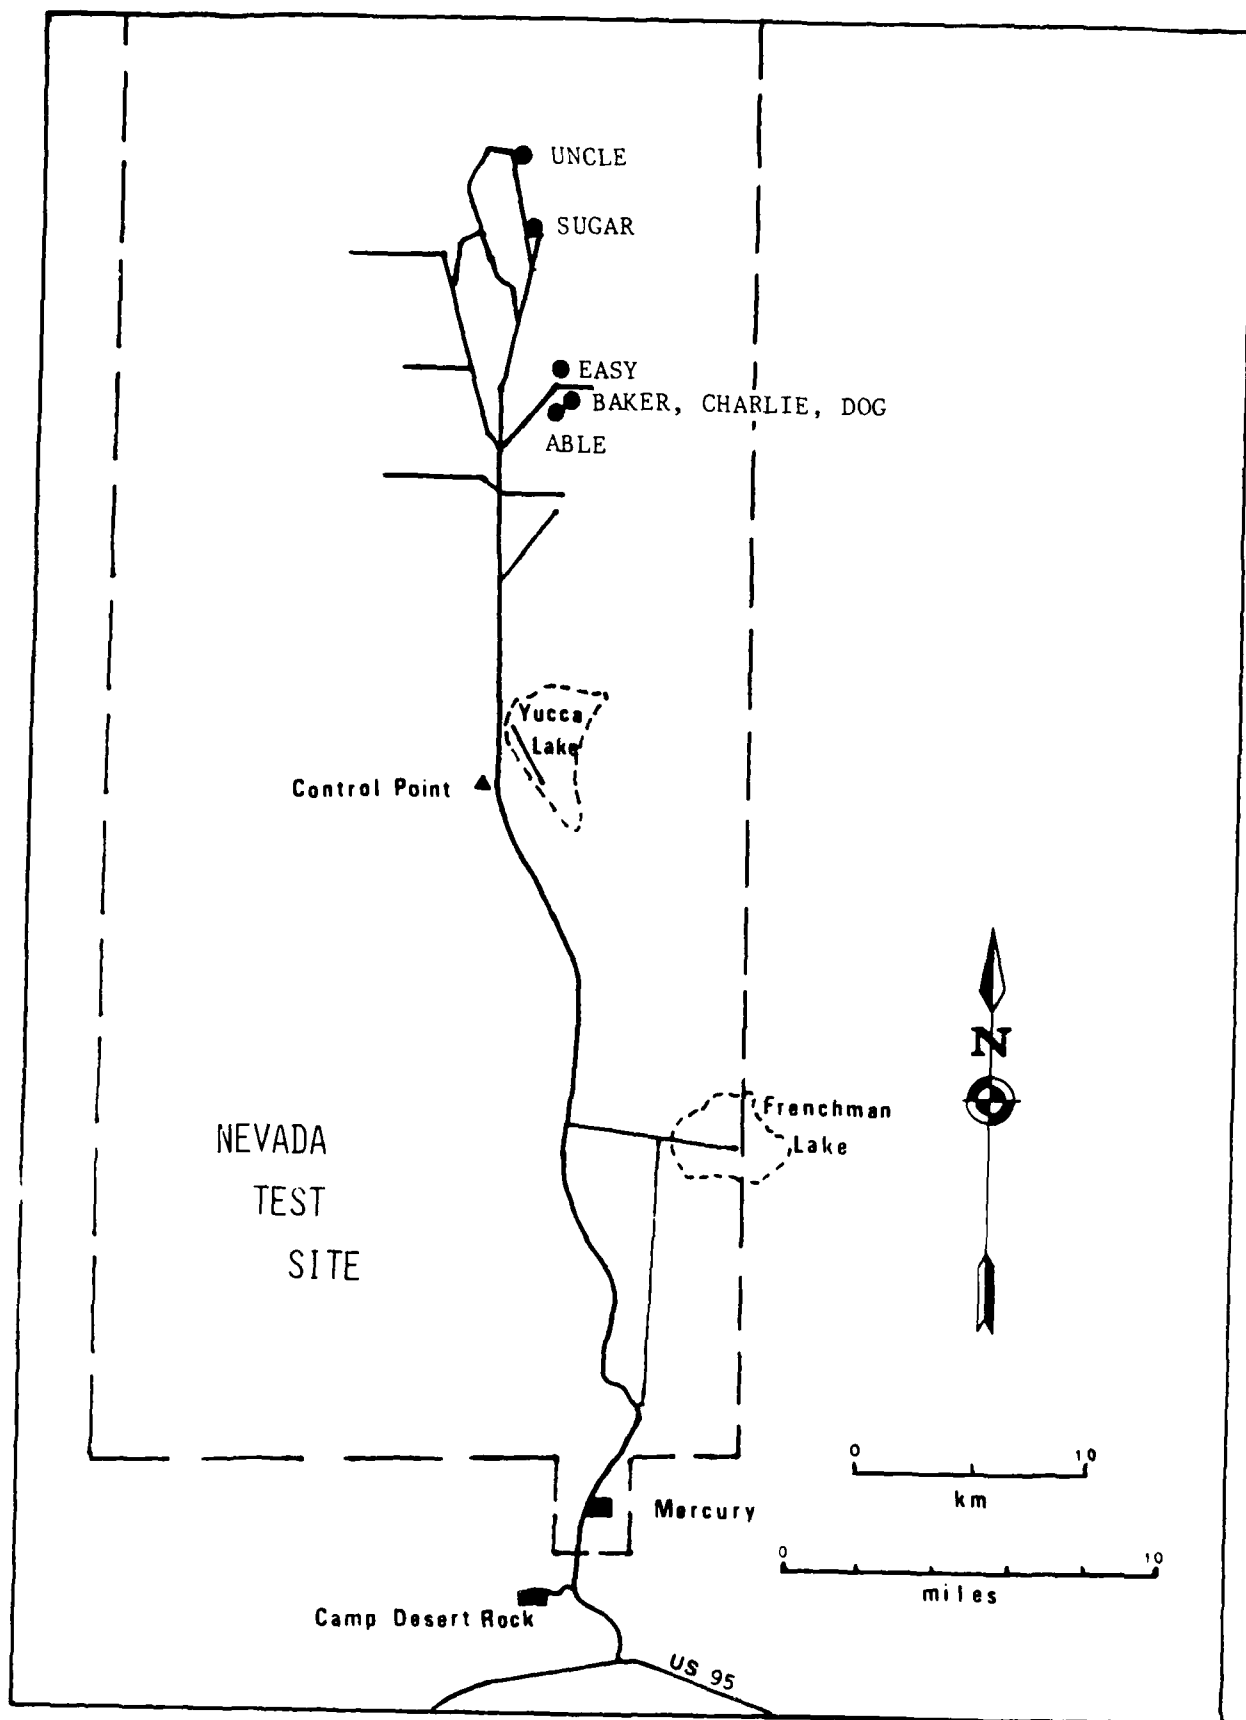 UNCLE
SUGAR
EASY
BAKER, CHARLIE, DOG
ABLE
Yucca
Lake
Control Point
N
Frenchman
Lake
NEVADA
TEST
SITE
0 10
km
Mercury
0 10
miles
Camp Desert Rock
US 95